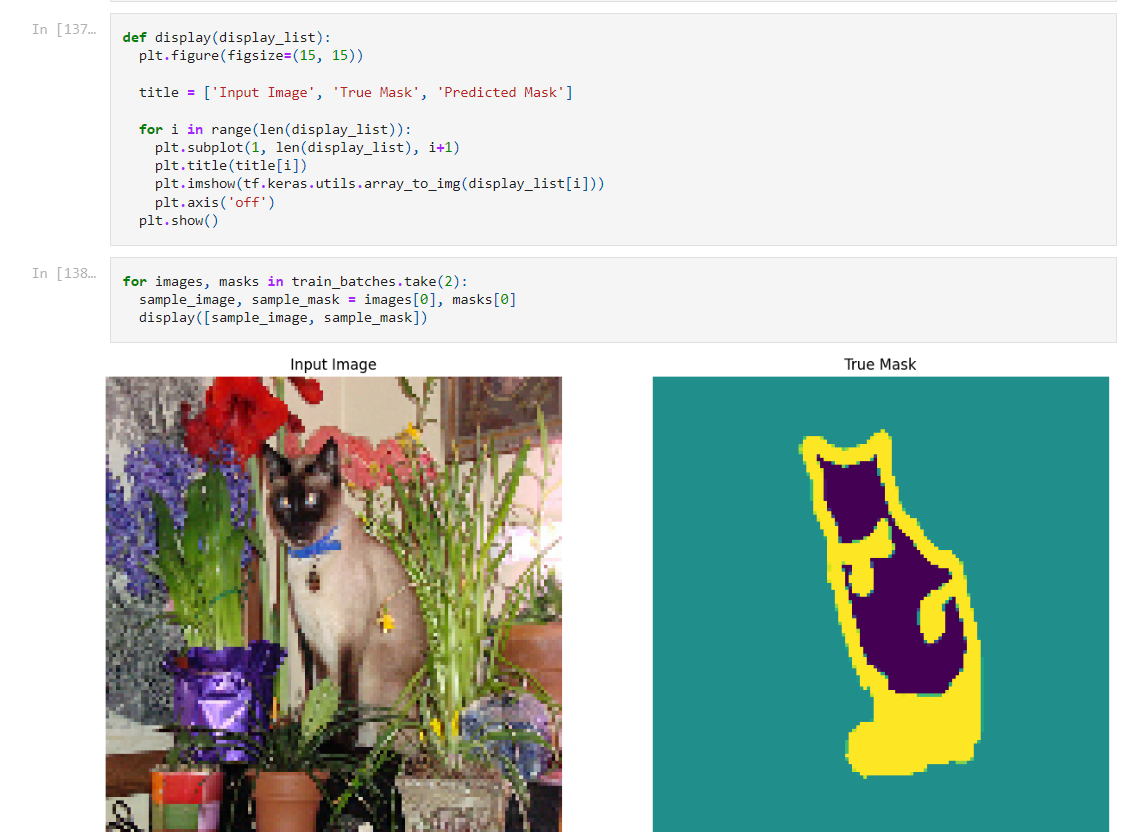 In [137…
def display(display_list):
  plt.figure(figsize=(15, 15))
  title = ['Input Image', 'True Mask', 'Predicted Mask']
  for i in range(len(display_list)):
    plt.subplot(1, len(display_list), i+1)
    plt.title(title[i])
    plt.imshow(tf.keras.utils.array_to_img(display_list[i]))
    plt.axis('off')
  plt.show()
In [138…
for images, masks in train_batches.take(2):
  sample_image, sample_mask = images[0], masks[0]
  display([sample_image, sample_mask])
Input Image
True Mask